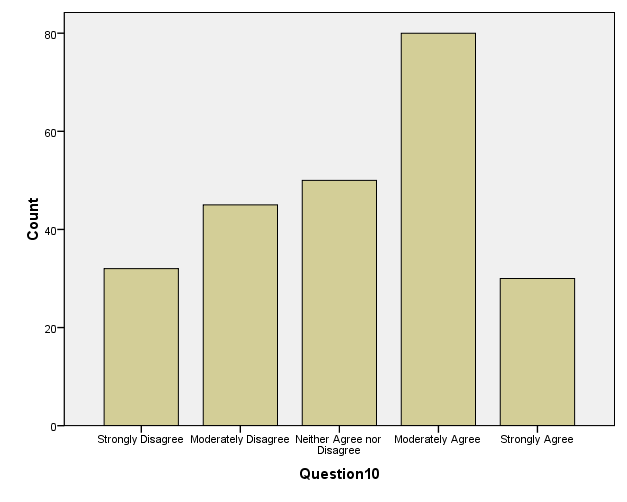 80
60
40
20
0
Count
Strongly Disagree
Moderately Disagree
Neither Agree nor
Disagree
Moderately Agree
Strongly Agree
Question10